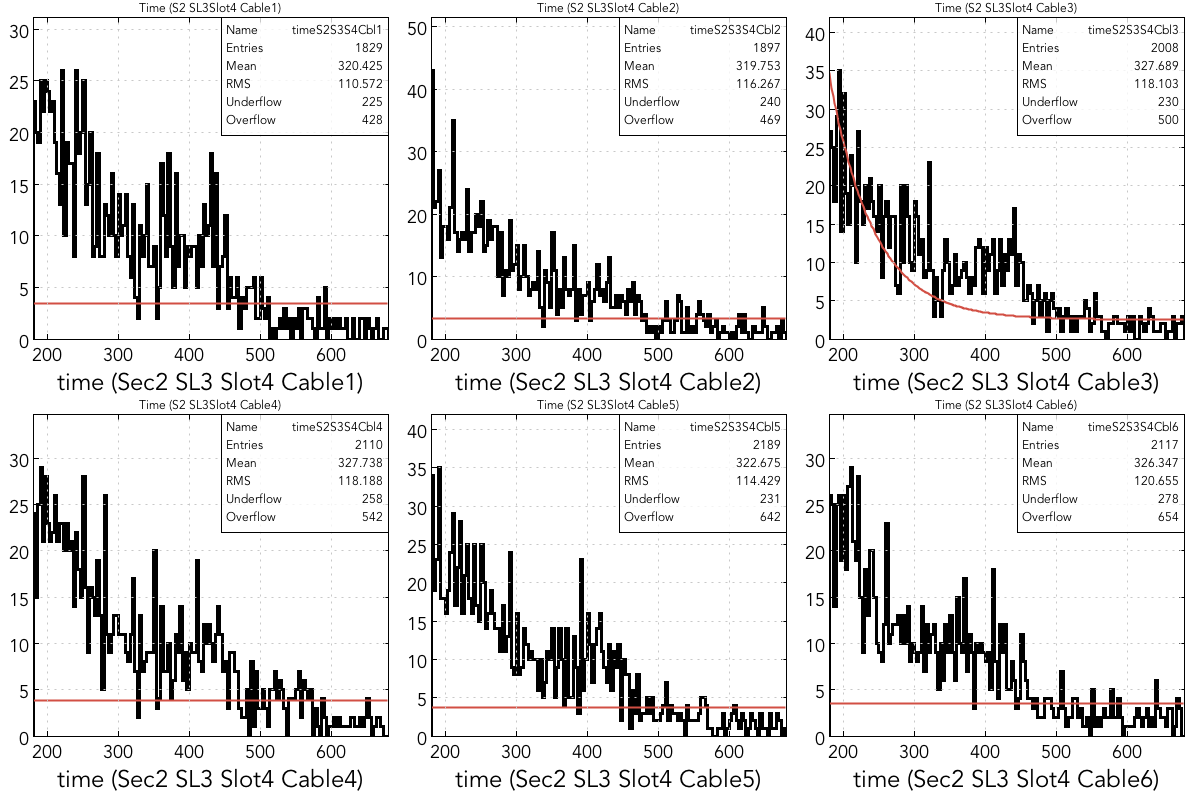 Time (S2 SL3Slot4 Cable1)
Name timeS2S3S4Cbl1
Entries 1829
Mean 320.425
RMS 110.572
Underflow 225
Overflow 428
30
25
20
15
10
5
0
200 300 400 500 600
time (Sec2 SL3 Slot4 Cable1)
Time (S2 SL3Slot4 Cable2)
Name timeS2S3S4Cbl2
Entries 1897
Mean 319.753
RMS 116.267
Underflow 240
Overflow 469
50
40
30
20
10
0
200 300 400 500 600
time (Sec2 SL3 Slot4 Cable2)
Time (S2 SL3Slot4 Cable3)
Name timeS2S3S4Cbl3
Entries 2008
Mean 327.689
RMS 118.103
Underflow 230
Overflow 500
40
35
30
25
20
15
10
5
0
200 300 400 500 600
time (Sec2 SL3 Slot4 Cable3)
Time (S2 SL3Slot4 Cable4)
Name timeS2S3S4Cbl4
Entries 2110
Mean 327.738
RMS 118.188
Underflow 258
Overflow 542
30
25
20
15
10
5
0
200 300 400 500 600
time (Sec2 SL3 Slot4 Cable4)
Time (S2 SL3Slot4 Cable5)
Name timeS2S3S4Cbl5
Entries 2189
Mean 322.675
RMS 114.429
Underflow 231
Overflow 642
40
35
30
25
20
15
10
5
0
200 300 400 500 600
time (Sec2 SL3 Slot4 Cable5)
Time (S2 SL3Slot4 Cable6)
Name timeS2S3S4Cbl6
Entries 2117
Mean 326.347
RMS 120.655
Underflow 278
Overflow 654
30
25
20
15
10
5
0
200 300 400 500 600
time (Sec2 SL3 Slot4 Cable6)